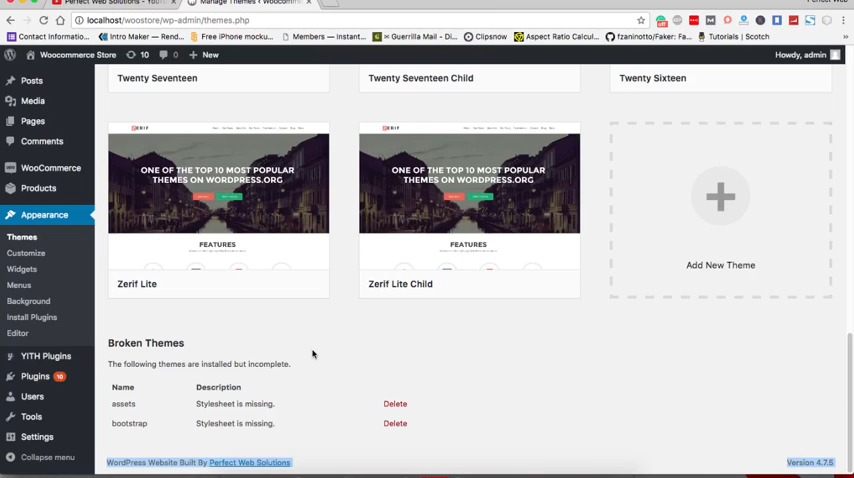 Perfect Web Solutions - YouTub
Manage Themes ‹ Woocomme
Perfect Web
localhost/woostore/wp-admin/themes.php
Contact Informatio...
Intro Maker — Rend...
Free iPhone mocku...
Members — Instant...
Guerrilla Mail - Di...
Clipsnow
Aspect Ratio Calcul...
fzaninotto/Faker: Fa...
Tutorials | Scotch
»
Woocommerce Store 10 0 + New
Howdy, admin
Posts
Media
Pages
Comments
WooCommerce
Products
Appearance
Themes
Customize
Widgets
Menus
Background
Install Plugins
Editor
YITH Plugins
Plugins 10
Users
Tools
Settings
Collapse menu
Twenty Seventeen
Twenty Seventeen Child
Twenty Sixteen
ZERIF
ONE OF THE TOP 10 MOST POPULAR
THEMES ON WORDPRESS.ORG
FEATURES
Zerif Lite
ZERIF
ONE OF THE TOP 10 MOST POPULAR
THEMES ON WORDPRESS.ORG
FEATURES
Zerif Lite Child
Add New Theme
Broken Themes
The following themes are installed but incomplete.
Name Description
assets Stylesheet is missing. Delete
bootstrap Stylesheet is missing. Delete
WordPress Website Built By Perfect Web Solutions
Version 4.7.5